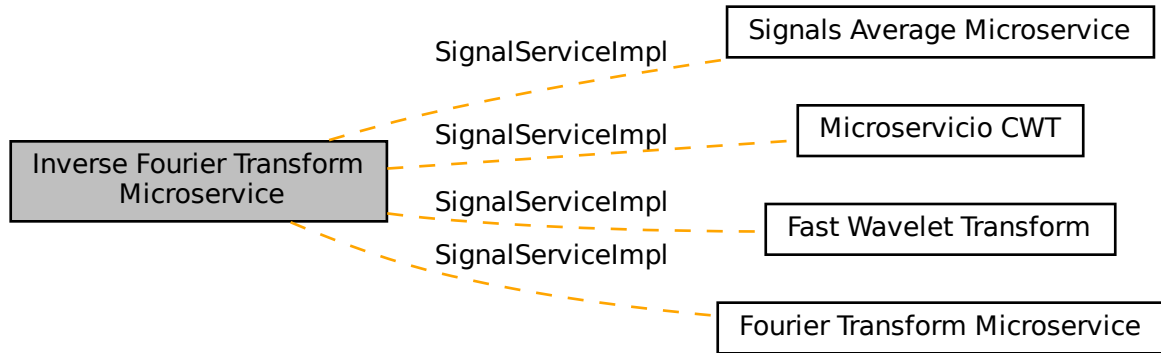 Signals Average Microservice
SignalServiceImpl
Microservicio CWT
SignalServiceImpl
Inverse Fourier Transform
Microservice
SignalServiceImpl
Fast Wavelet Transform
SignalServiceImpl
Fourier Transform Microservice